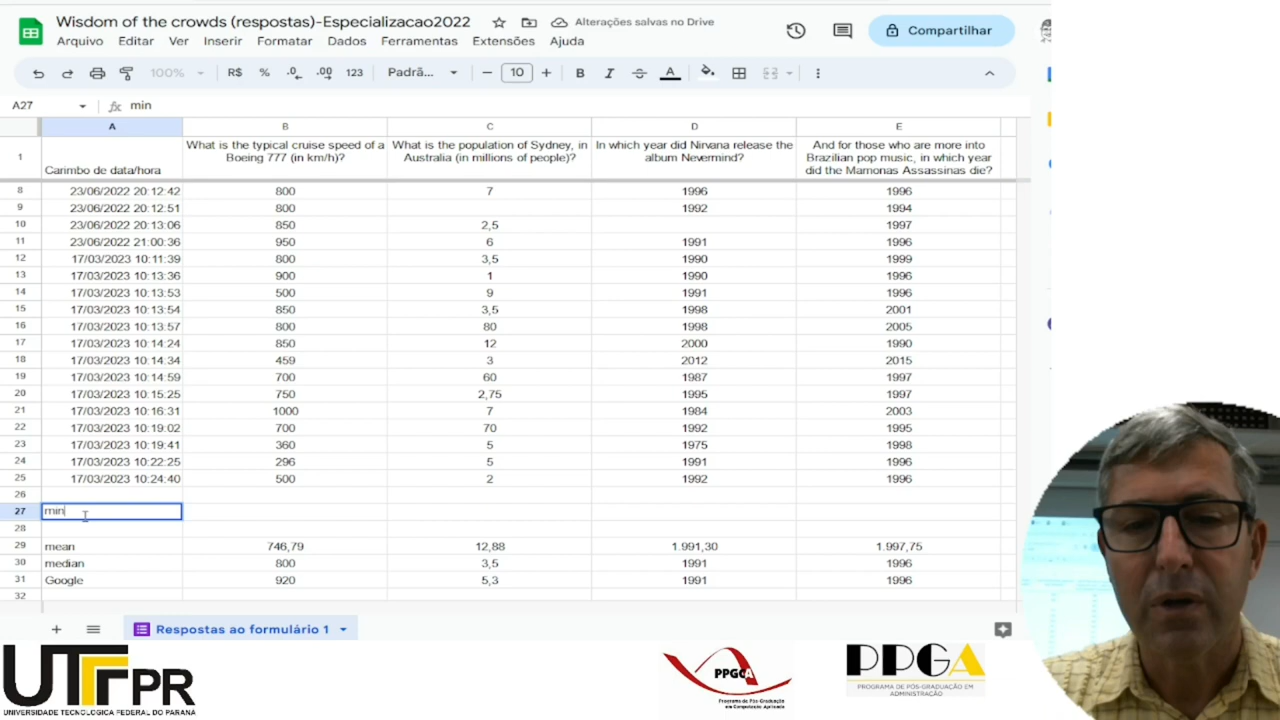 Wisdom of the crowds (respostas)-Especializacao2022 Alterações salvas no Drive
Arquivo Editar Ver Inserir Formatar Dados Ferramentas Extensões Ajuda
Compartilhar
100% R$ % .0 .00 123 Padrã... 10 B I A
A27 fx min
A B C D E
1 Carimbo de data/hora
What is the typical cruise speed of a
Boeing 777 (in km/h)?
What is the population of Sydney, in
Australia (in millions of people)?
In which year did Nirvana release the
album Nevermind?
And for those who are more into
Brazilian pop music, in which year
did the Mamonas Assassinas die?
8 23/06/2022 20:12:42 800 7 1996 1996
9 23/06/2022 20:12:51 800 1992 1994
10 23/06/2022 20:13:06 850 2,5 1997
11 23/06/2022 21:00:36 950 6 1991 1996
12 17/03/2023 10:11:39 800 3,5 1990 1999
13 17/03/2023 10:13:36 900 1 1990 1996
14 17/03/2023 10:13:53 500 9 1991 1996
15 17/03/2023 10:13:54 850 3,5 1998 2001
16 17/03/2023 10:13:57 800 80 1998 2005
17 17/03/2023 10:14:24 850 12 2000 1990
18 17/03/2023 10:14:34 459 3 2012 2015
19 17/03/2023 10:14:59 700 60 1987 1997
20 17/03/2023 10:15:25 750 2,75 1995 1997
21 17/03/2023 10:16:31 1000 7 1984 2003
22 17/03/2023 10:19:02 700 70 1992 1995
23 17/03/2023 10:19:41 360 5 1975 1998
24 17/03/2023 10:22:25 296 5 1991 1996
25 17/03/2023 10:24:40 500 2 1992 1996
26
27 min
28
29 mean 746,79 12,88 1.991,30 1.997,75
30 median 800 3,5 1991 1996
31 Google 920 5,3 1991 1996
32
Respostas ao formulário 1
UTFPR
UNIVERSIDADE TECNOLÓGICA FEDERAL DO PARANÁ
PPGCA
Programa de Pós-Graduação
em Computação Aplicada
PPGA
PROGRAMA DE PÓS-GRADUAÇÃO EM
ADMINISTRAÇÃO